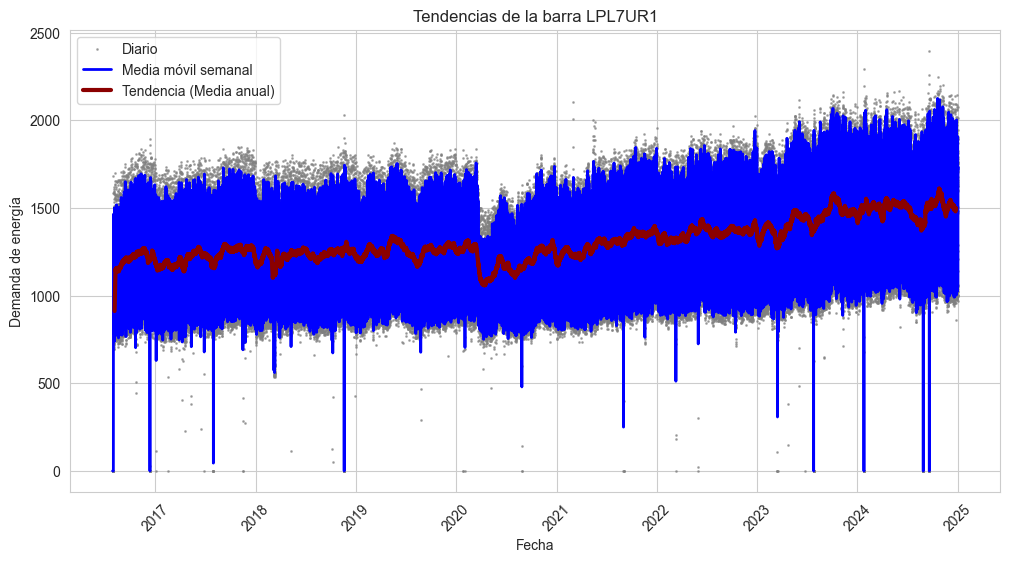 Tendencias de la barra LPL7UR1
Diario
Media móvil semanal
Tendencia (Media anual)
Demanda de energía
2500
2000
1500
1000
500
0
2017
2018
2019
2020
2021
2022
2023
2024
2025
Fecha